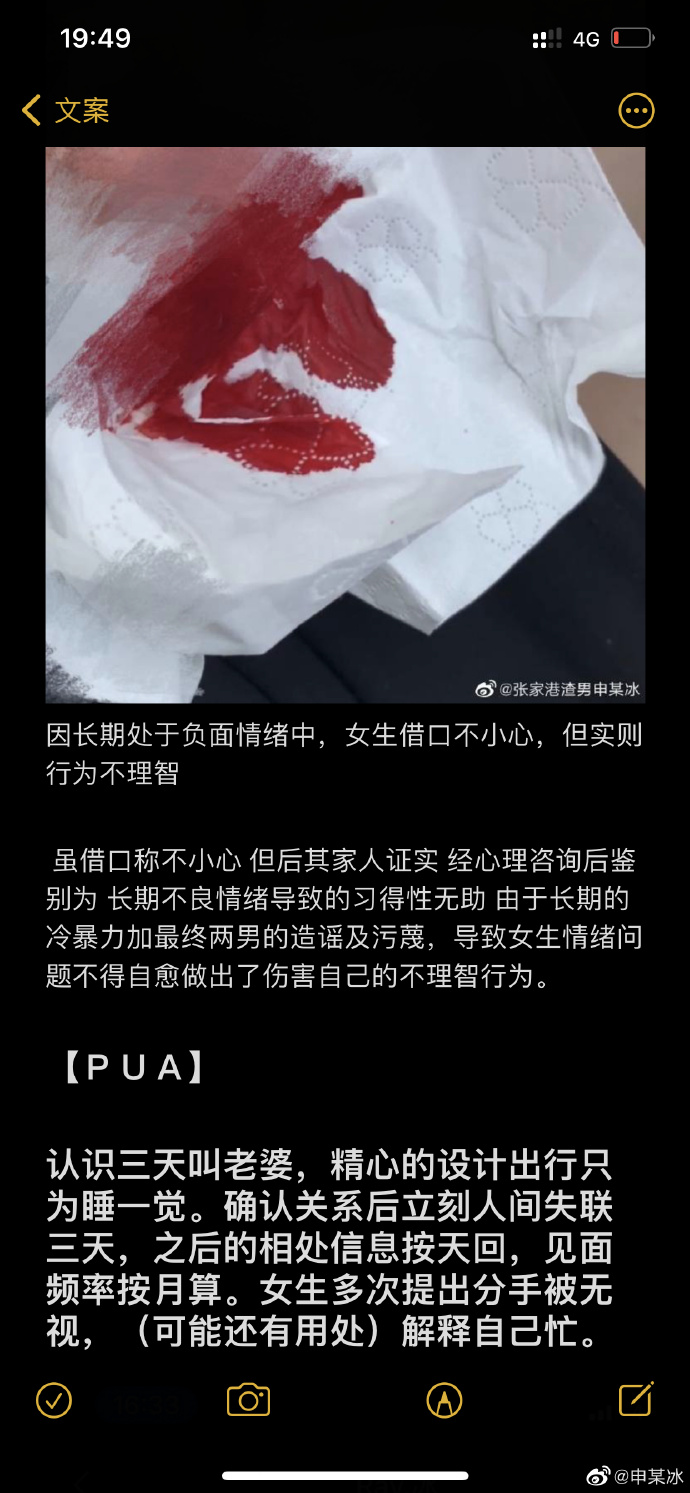 19:49
4G
文案
@张家港渣男申某冰
因长期处于负面情绪中，女生借口不小心，但实则
行为不理智
虽借口称不小心 但后其家人证实 经心理咨询后鉴
别为 长期不良情绪导致的习得性无助 由于长期的
冷暴力加最终两男的造谣及污蔑，导致女生情绪问
题不得自愈做出了伤害自己的不理智行为。
【PUA】
认识三天叫老婆，精心的设计出行只
为睡一觉。确认关系后立刻人间失联
三天，之后的相处信息按天回，见面
频率按月算。女生多次提出分手被无
视，（可能还有用处）解释自己忙。
@申某冰